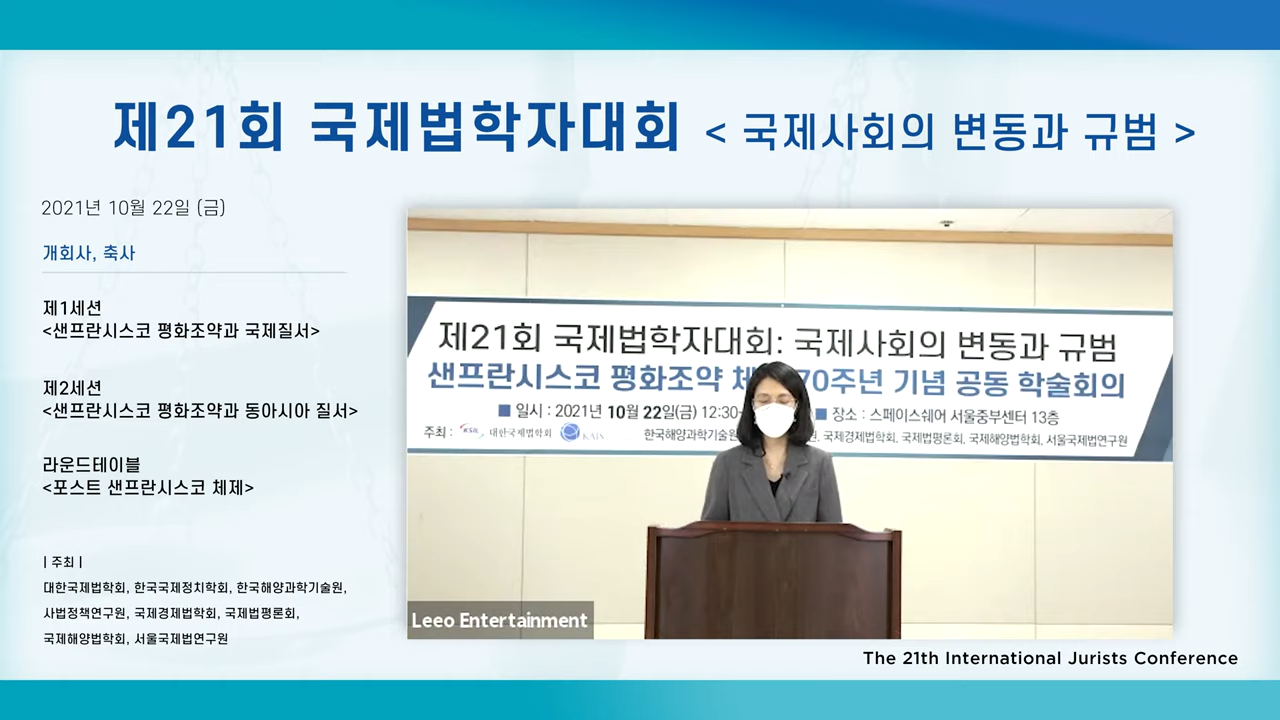 제21회 국제법학자대회 < 국제사회의 변동과 규범 >
2021년 10월 22일 (금)
개회사, 축사
제1세션
<샌프란시스코 평화조약과 국제질서>
제2세션
<샌프란시스코 평화조약과 동아시아 질서>
라운드테이블
<포스트 샌프란시스코 체제>
| 주최 |
대한국제법학회, 한국국제정치학회, 한국해양과학기술원,
사법정책연구원, 국제경제법학회, 국제법평론회,
국제해양법학회, 서울국제법연구원
제21회 국제법학자대회: 국제사회의 변동과 규범
샌프란시스코 평화조약 체 70주년 기념 공동 학술회의
■ 일시 : 2021년 10월 22일(금) 12:30- ■ 장소 : 스페이스쉐어 서울중부센터 13층
주최 : KSIL 대한국제법학회 KAIS 한국해양과학기술원 원, 국제경제법학회, 국제법평론회, 국제해양법학회, 서울국제법연구원
Leeo Entertainment
The 21th International Jurists Conference